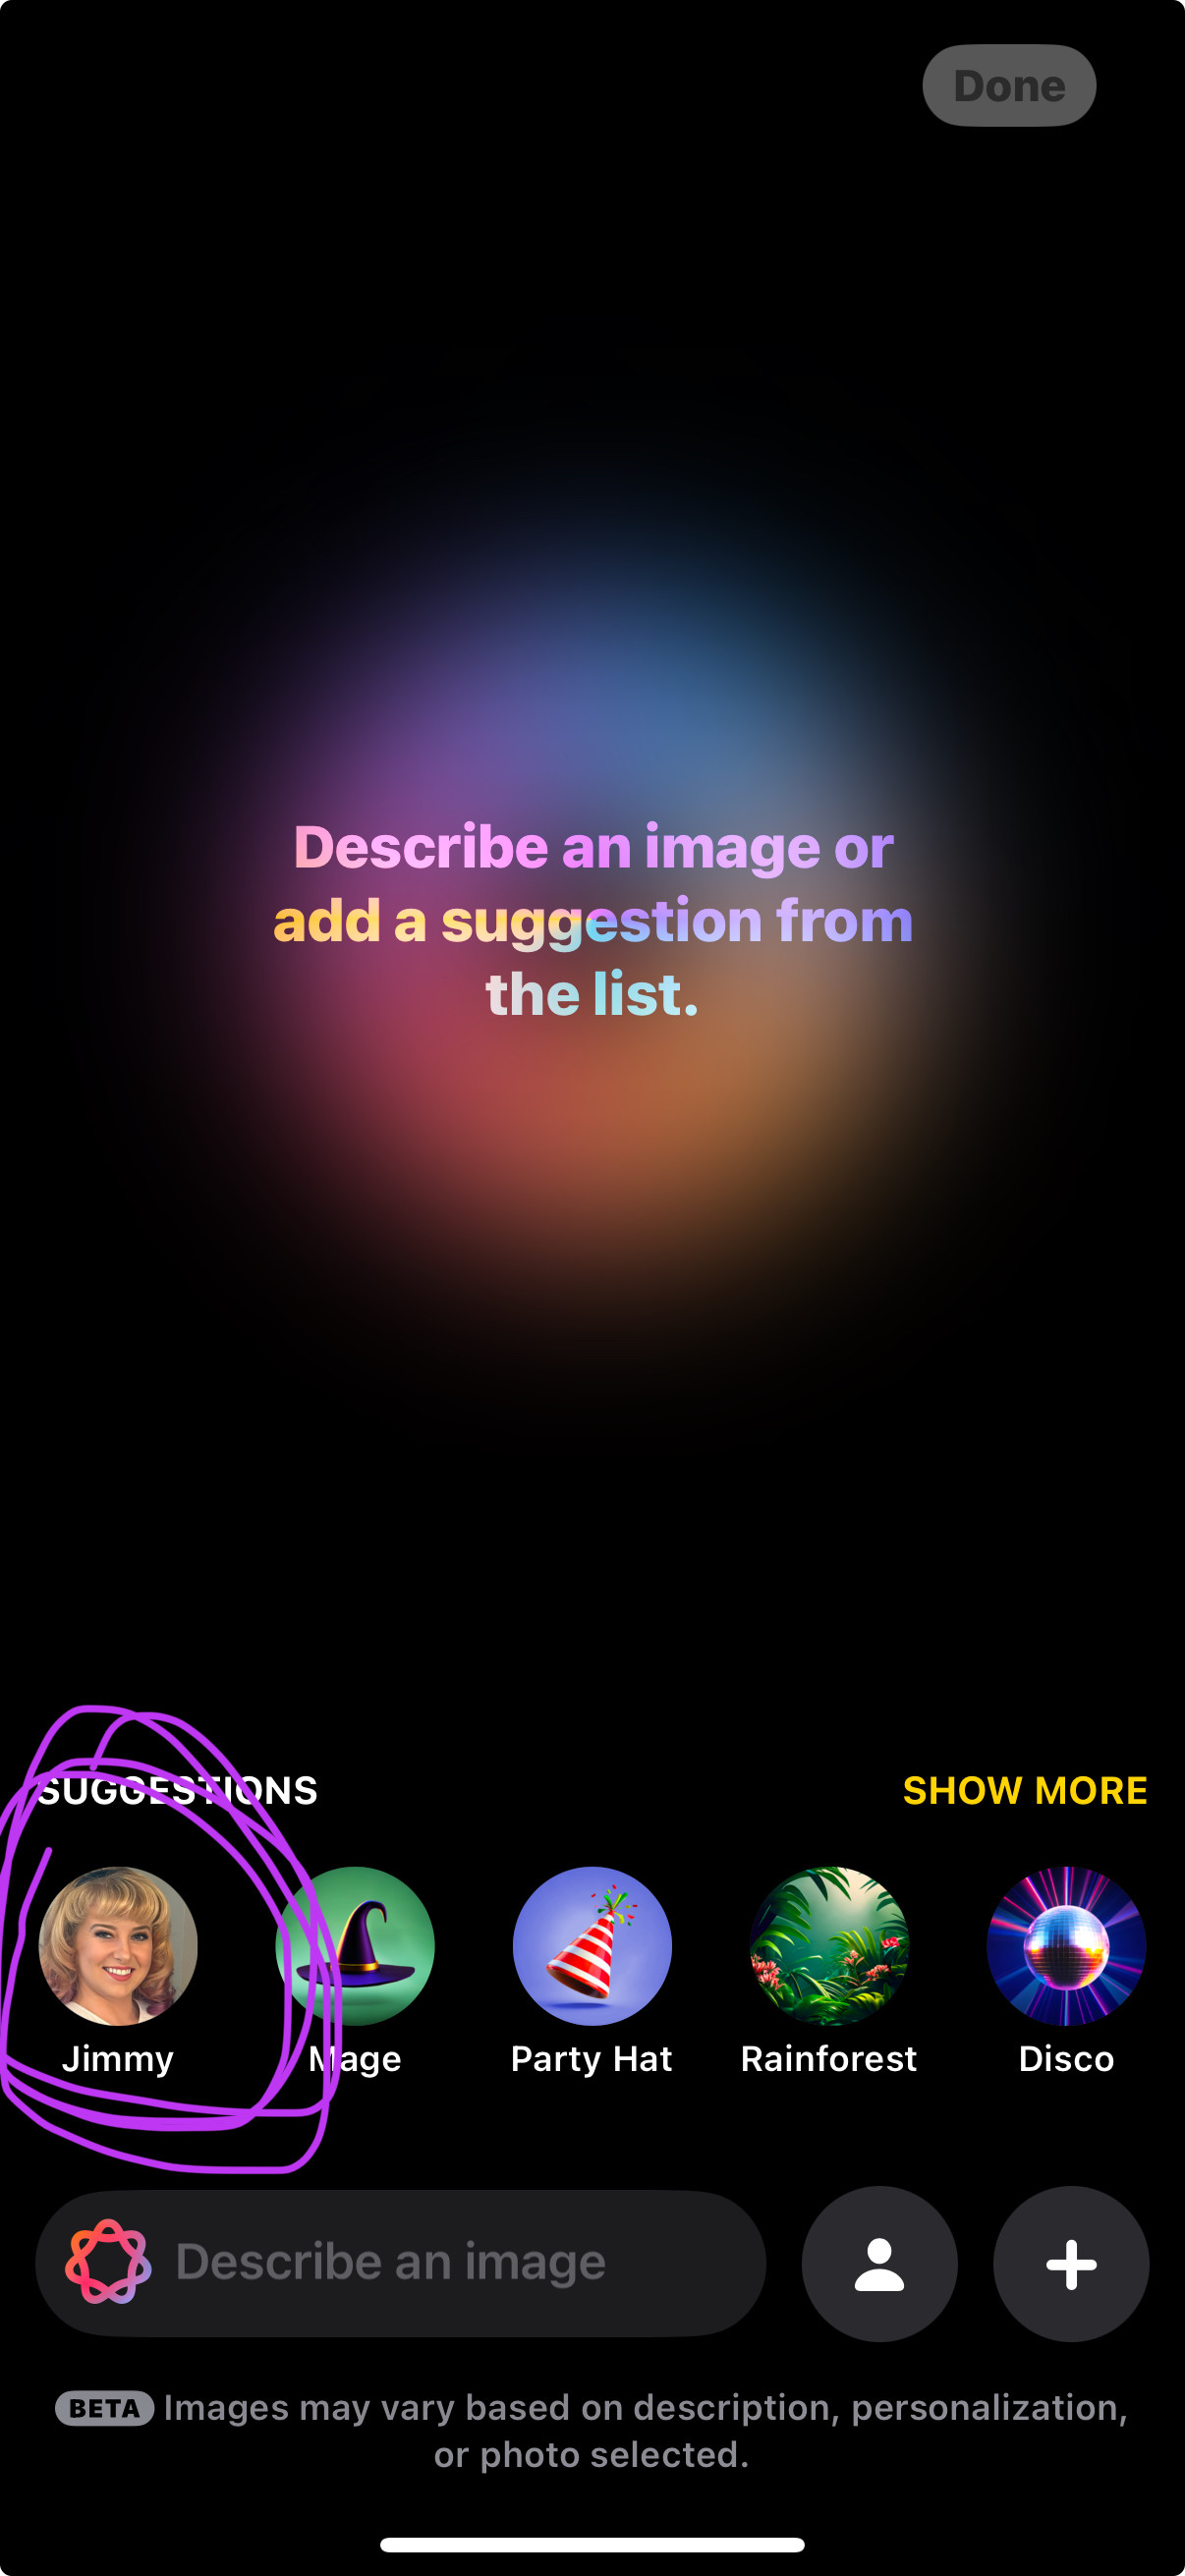 Done
Describe an image or
add a suggestion from
the list.
SUGGESTIONS
SHOW MORE
Jimmy
Mage
Party Hat
Rainforest
Disco
Describe an image
BETA Images may vary based on description, personalization,
or photo selected.